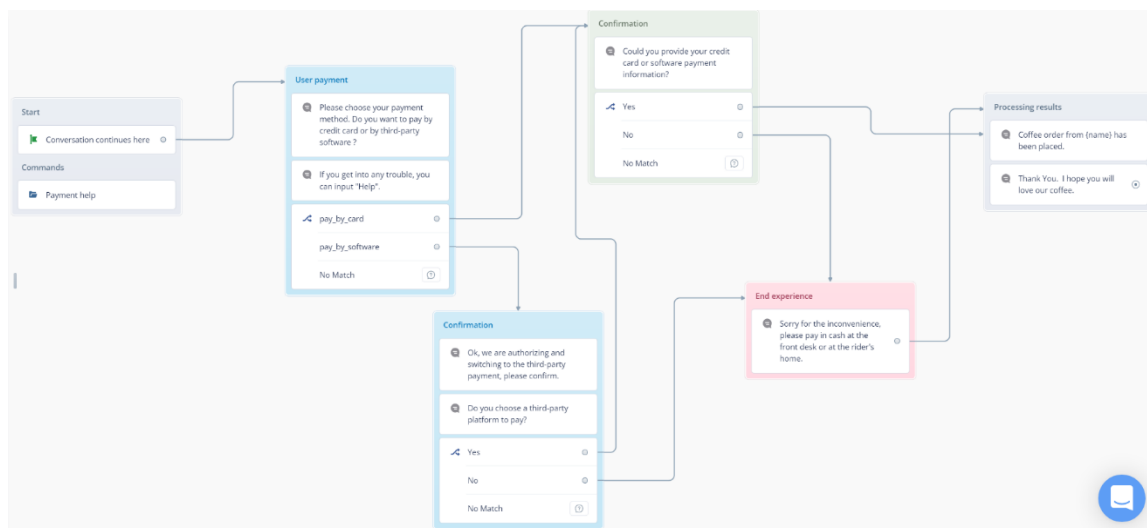 Start
Conversation continues here
Commands
Payment help
User payment
Please choose your payment
method. Do you want to pay by
credit card or by third-party
software ?
If you get into any trouble, you
can input "Help".
pay_by_card
pay_by_software
No Match
Confirmation
Ok, we are authorizing and
switching to the third-party
payment, please confirm.
Do you choose a third-party
platform to pay?
Yes
No
No Match
Confirmation
Could you provide your credit
card or software payment
information?
Yes
No
No Match
End experience
Sorry for the inconvenience,
please pay in cash at the
front desk or at the rider's
home.
Processing results
Coffee order from {name} has
been placed.
Thank You. I hope you will
love our coffee.